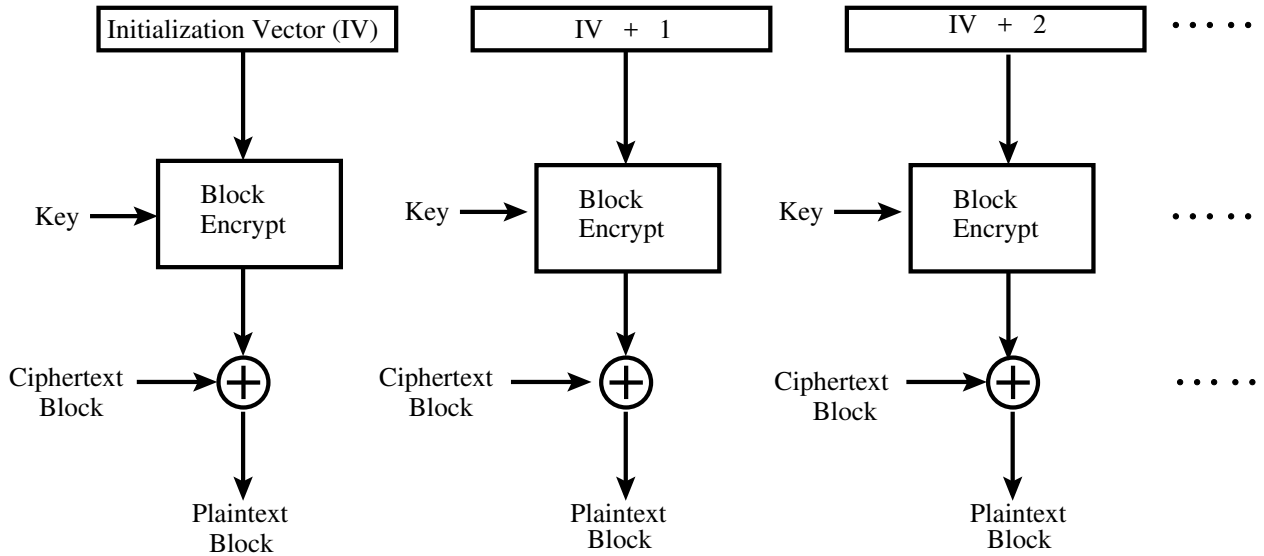 Initialization Vector (IV)
IV + 1
IV + 2
Key
Block
Encrypt
Key
Block
Encrypt
Key
Block
Encrypt
Ciphertext
Block
Ciphertext
Block
Ciphertext
Block
Plaintext
Block
Plaintext
Block
Plaintext
Block